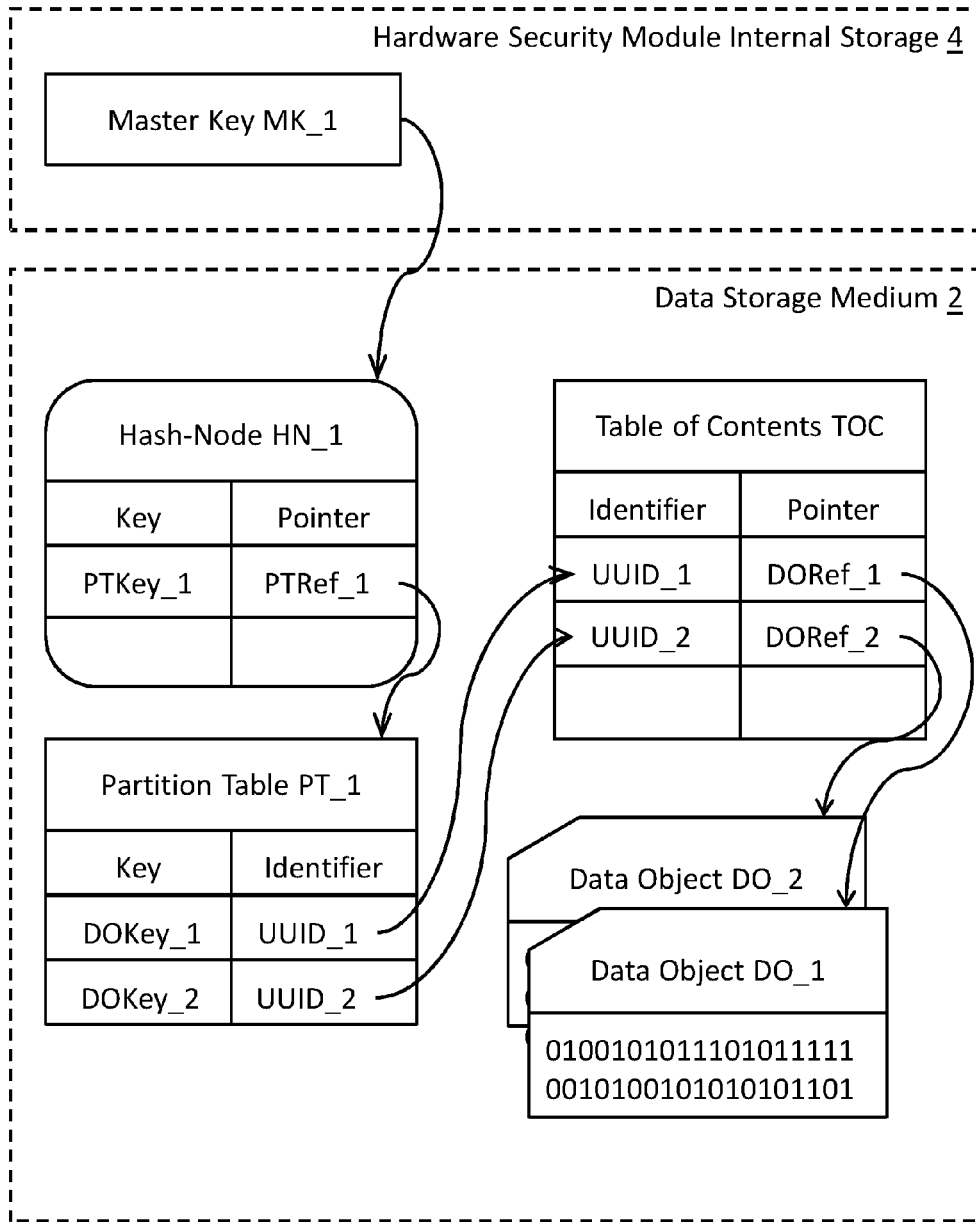 Hardware Security Module Internal Storage 4
Master Key MK_1
Data Storage Medium 2
Hash-Node HN_1
Key Pointer
PTKey_1 PTRef_1
Table of Contents TOC
Identifier Pointer
UUID_1 DORef_1
UUID_2 DORef_2
Partition Table PT_1
Key Identifier
DOKey_1 UUID_1
DOKey_2 UUID_2
Data Object DO_2
Data Object DO_1
0100101011101011111
0010100101010101101